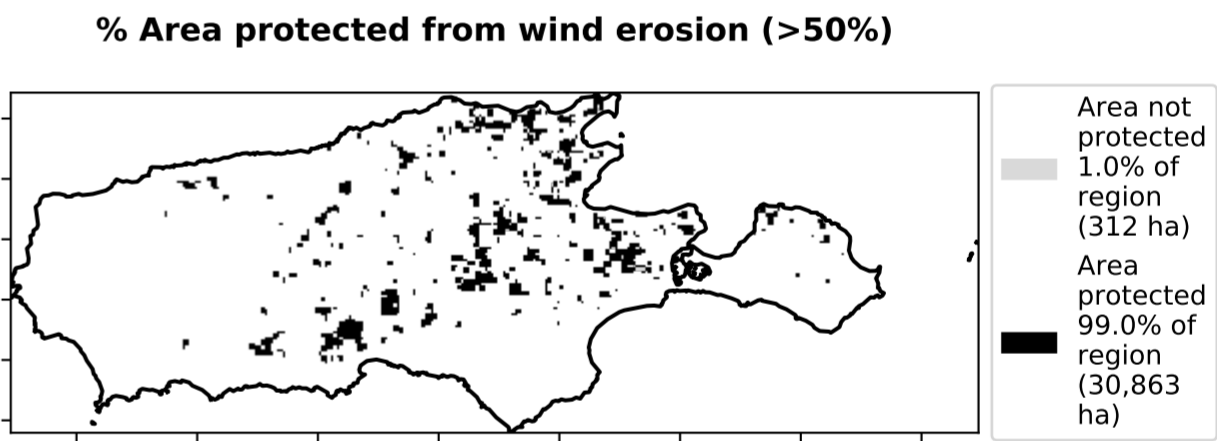 % Area protected from wind erosion (>50%)
Area not
protected
1.0% of
region
(312 ha)
Area
protected
99.0% of
region
(30,863
ha)